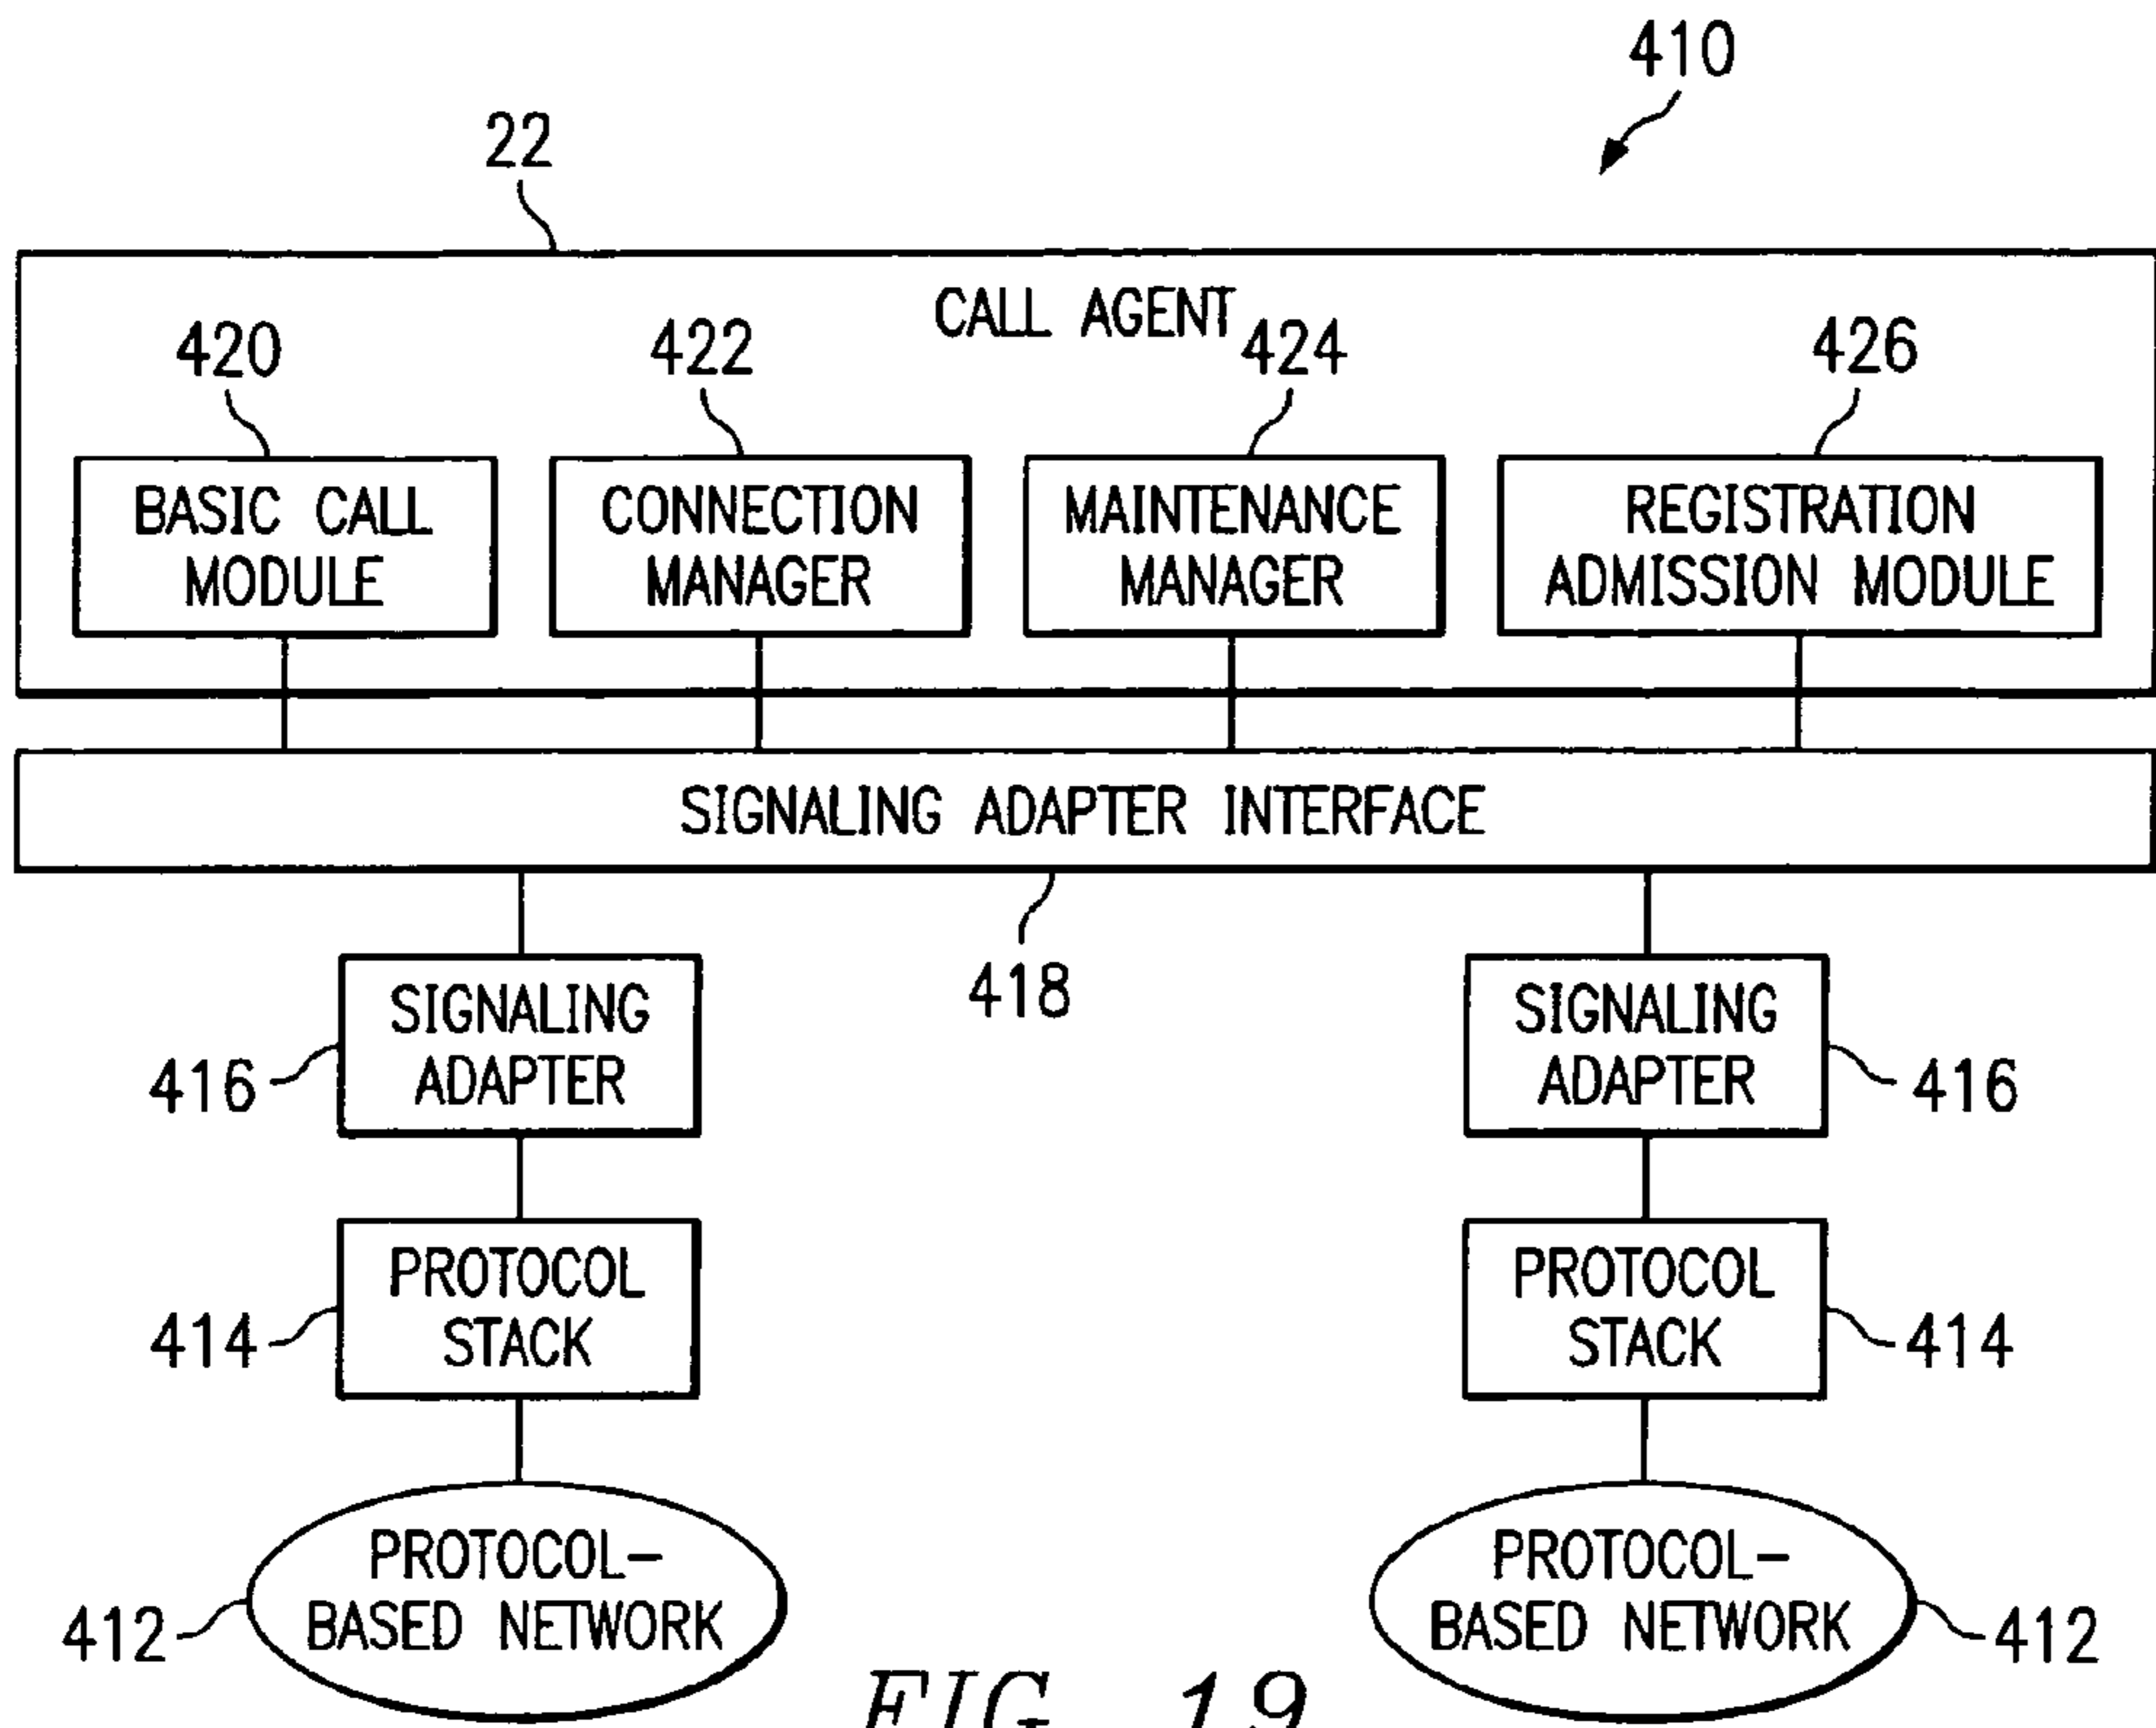 410
22
CALL AGENT
420
422
424
426
BASIC CALL
MODULE
CONNECTION
MANAGER
MAINTENANCE
MANAGER
REGISTRATION
ADMISSION MODULE
SIGNALING ADAPTER INTERFACE
418
SIGNALING
ADAPTER
416
SIGNALING
ADAPTER
416
PROTOCOL
STACK
414
PROTOCOL
STACK
414
PROTOCOL-
BASED NETWORK
412
PROTOCOL-
BASED NETWORK
412
FIG. 19